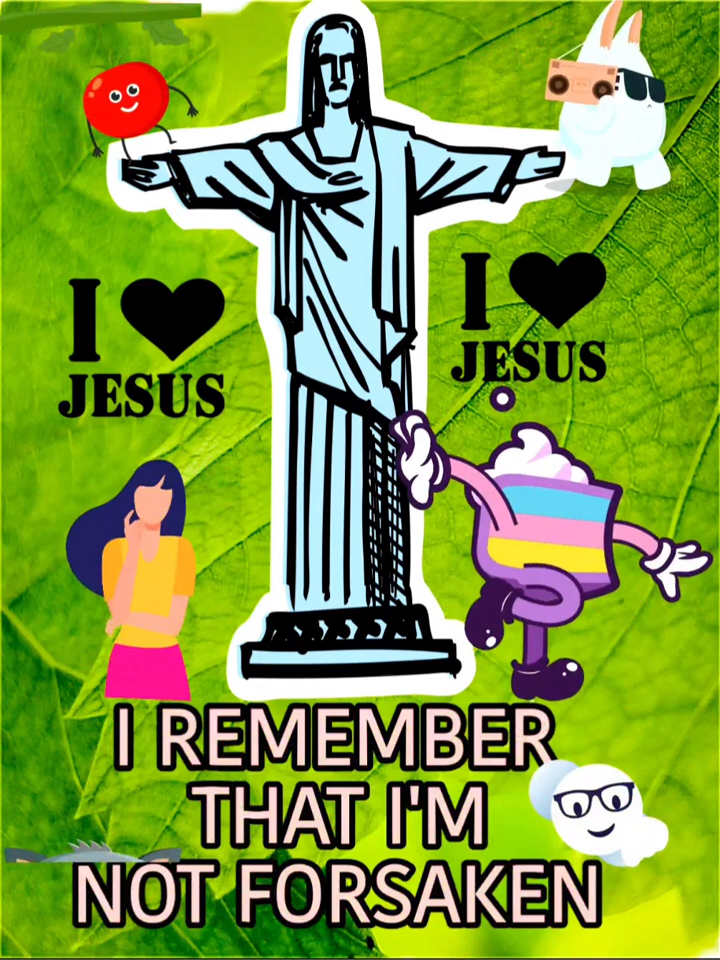 I ♥
JESUS
I ♥
JESUS
I REMEMBER
THAT I'M
NOT FORSAKEN